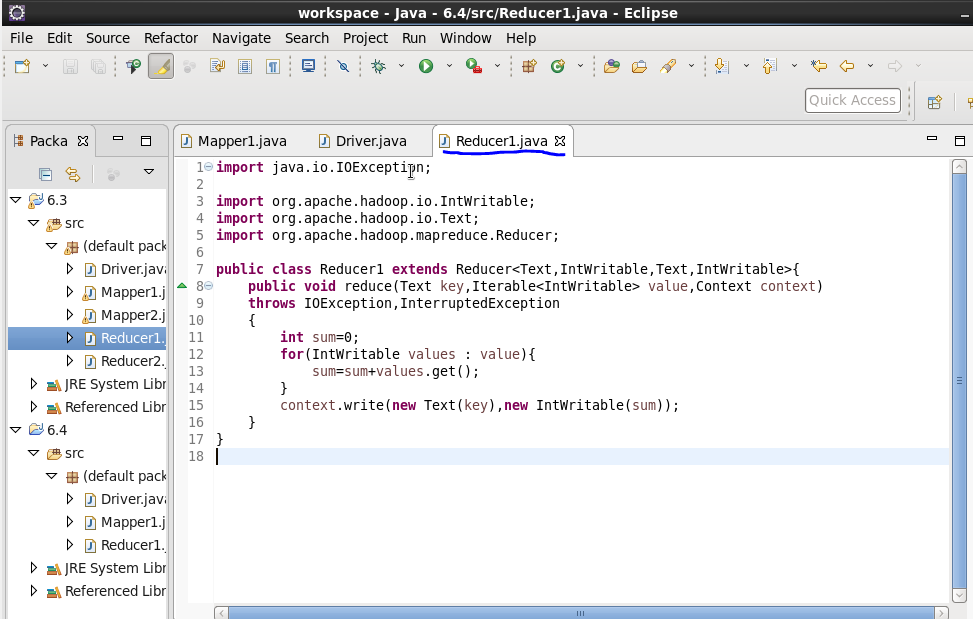 workspace - Java - 6.4/src/Reducer1.java - Eclipse
File Edit Source Refactor Navigate Search Project Run Window Help
Quick Access
Packa
Mapper1.java Driver.java Reducer1.java
6.3
src
(default pack
Driver.java
Mapper1.j
Mapper2.j
Reducer1.
Reducer2.
JRE System Libr
Referenced Libr
6.4
src
(default pack
Driver.java
Mapper1.j
Reducer1.
JRE System Libr
Referenced Libr
1 import java.io.IOException;
2
3 import org.apache.hadoop.io.IntWritable;
4 import org.apache.hadoop.io.Text;
5 import org.apache.hadoop.mapreduce.Reducer;
6
7 public class Reducer1 extends Reducer<Text,IntWritable,Text,IntWritable>{
8 public void reduce(Text key,Iterable<IntWritable> value,Context context)
9 throws IOException,InterruptedException
10 {
11 int sum=0;
12 for(IntWritable values : value){
13 sum=sum+values.get();
14 }
15 context.write(new Text(key),new IntWritable(sum));
16 }
17 }
18